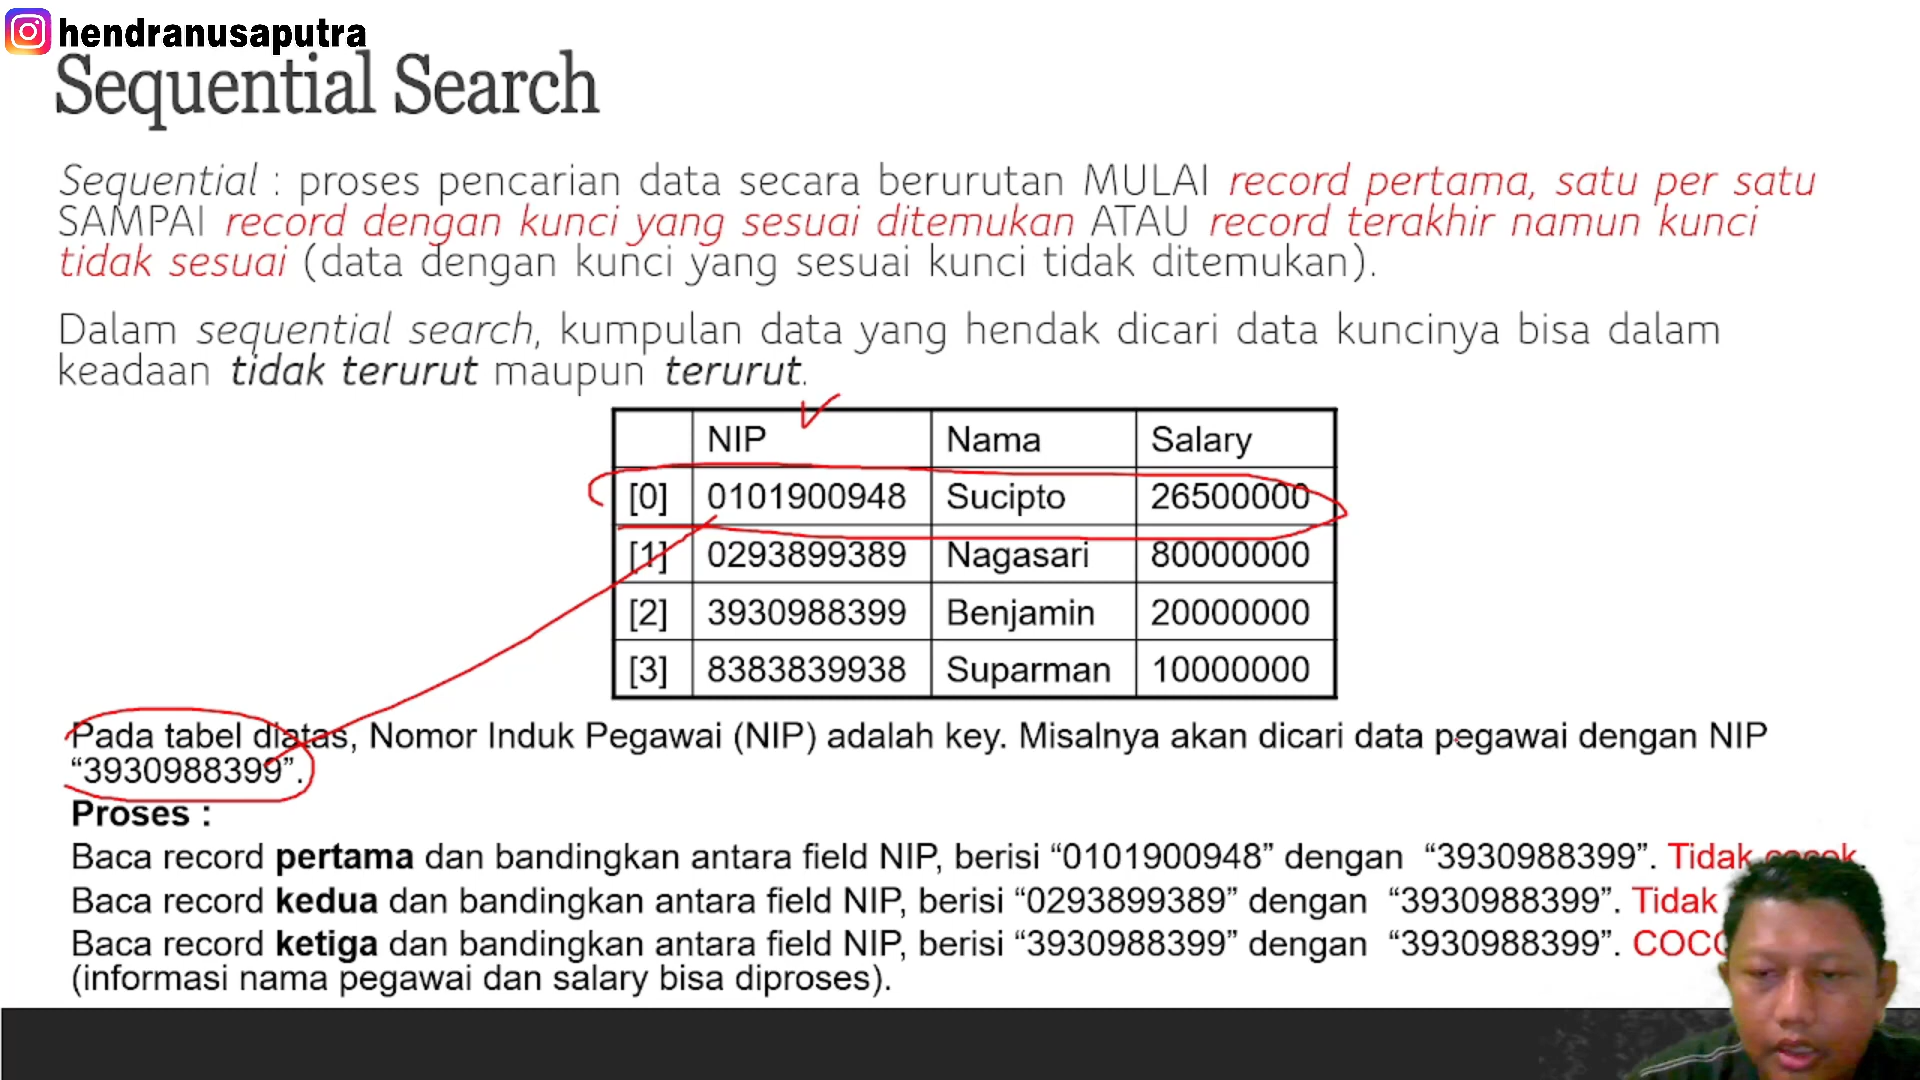 hendranusaputra
Sequential Search
Sequential : proses pencarian data secara berurutan MULAI record pertama, satu per satu
SAMPAI record dengan kunci yang sesuai ditemukan ATAU record terakhir namun kunci
tidak sesuai (data dengan kunci yang sesuai kunci tidak ditemukan).
Dalam sequential search, kumpulan data yang hendak dicari data kuncinya bisa dalam
keadaan tidak terurut maupun terurut.
NIP Nama Salary
[0] 0101900948 Sucipto 26500000
[1] 0293899389 Nagasari 80000000
[2] 3930988399 Benjamin 20000000
[3] 8383839938 Suparman 10000000
Pada tabel diatas, Nomor Induk Pegawai (NIP) adalah key. Misalnya akan dicari data pegawai dengan NIP
“3930988399”.
Proses :
Baca record pertama dan bandingkan antara field NIP, berisi “0101900948” dengan “3930988399”. Tidak cocok
Baca record kedua dan bandingkan antara field NIP, berisi “0293899389” dengan “3930988399”. Tidak
Baca record ketiga dan bandingkan antara field NIP, berisi “3930988399” dengan “3930988399”.
(informasi nama pegawai dan salary bisa diproses).